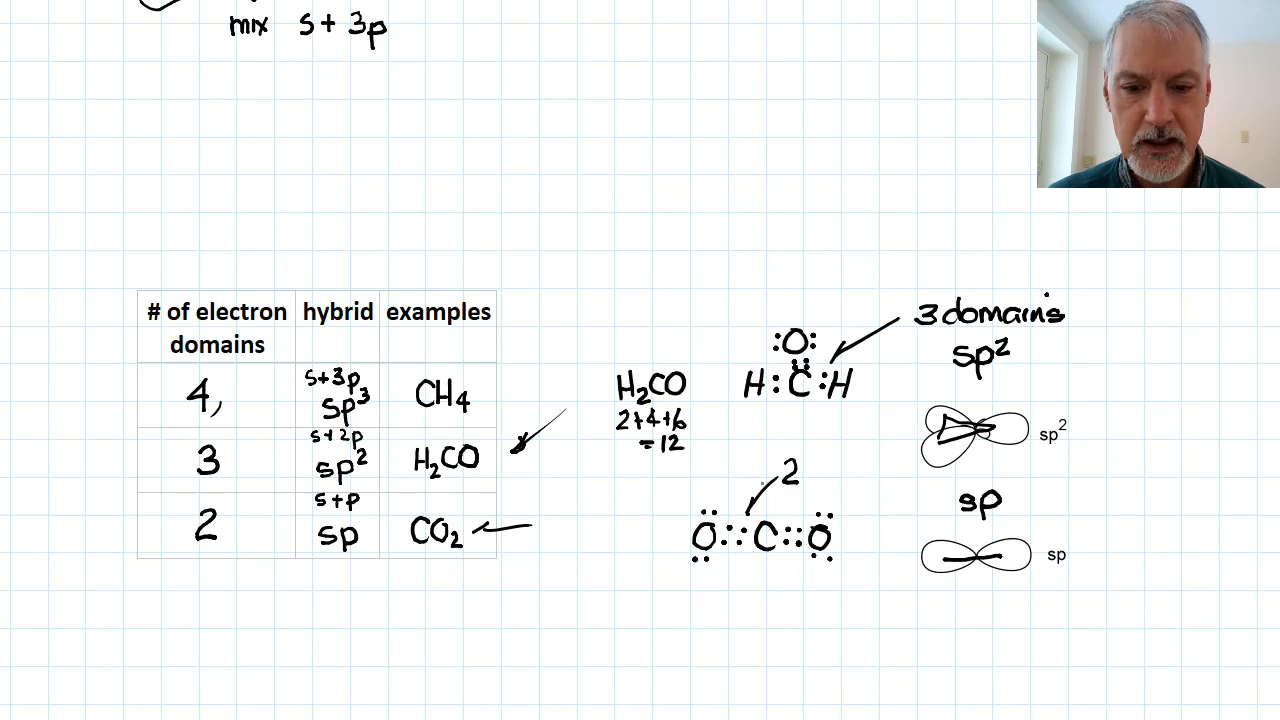 mix s + 3p
# of electron domains hybrid examples
4, s+3p sp³ CH₄
3 s+2p sp² H₂CO
2 s+p sp CO₂
H₂CO
2+4+6
= 12
:O:
H : C : H
3 domains
sp²
sp²
2
O :: C :: O
sp
sp